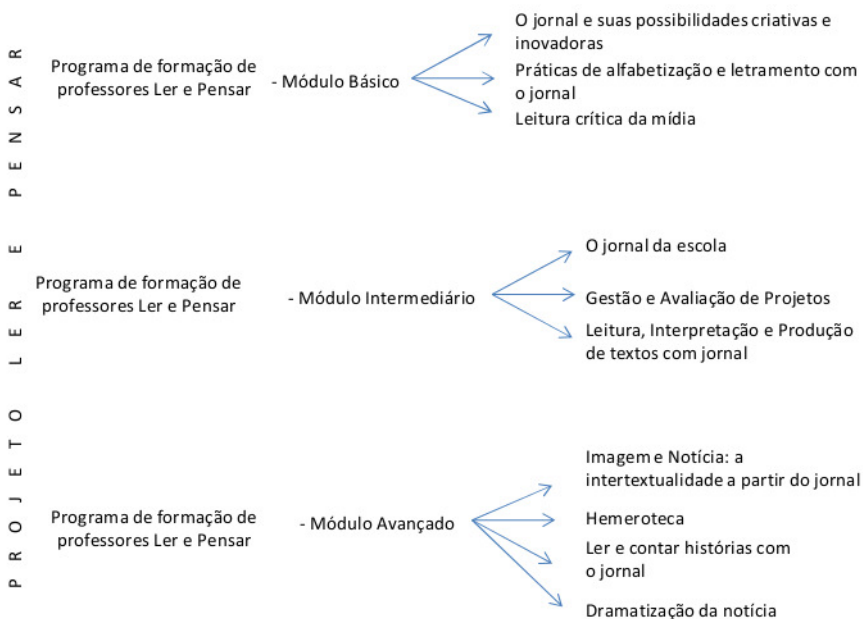 PROJETO LER E PENSAR
Programa de formação de
professores Ler e Pensar
- Módulo Básico
O jornal e suas possibilidades criativas e
inovadoras
Práticas de alfabetização e letramento com
o jornal
Leitura crítica da mídia
Programa de formação de
professores Ler e Pensar
- Módulo Intermediário
O jornal da escola
Gestão e Avaliação de Projetos
Leitura, Interpretação e Produção
de textos com jornal
Programa de formação de
professores Ler e Pensar
- Módulo Avançado
Imagem e Notícia: a
intertextualidade a partir do jornal
Hemeroteca
Ler e contar histórias com
o jornal
Dramatização da notícia